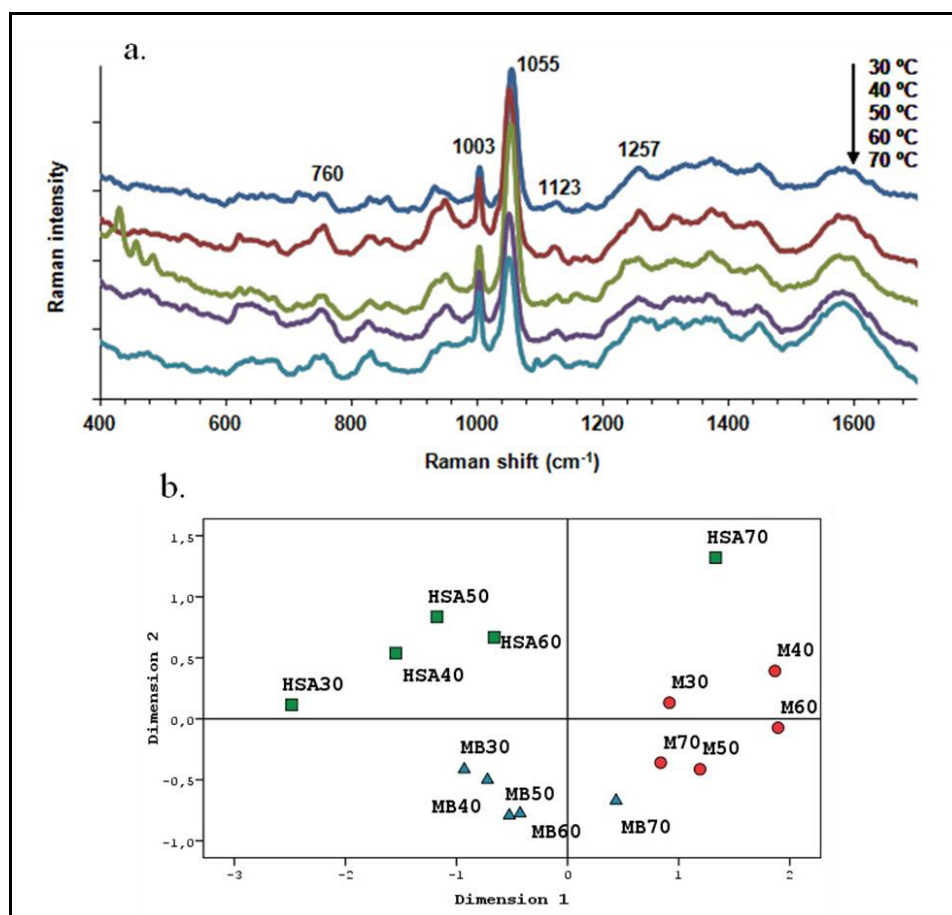 a.
1055
30 ºC
40 ºC
50 ºC
60 ºC
70 ºC
1003
1257
760
1123
Raman intensity
400 600 800 1000 1200 1400 1600
Raman shift (cm-1)
b.
1,5
1,0
0,5
0,0
-0,5
-1,0
Dimension 2
HSA70
HSA50
HSA60
HSA40
HSA30
M40
M30
M60
M70 M50
MB30
MB50
MB40
MB60
MB70
-3 -2 -1 0 1 2
Dimension 1